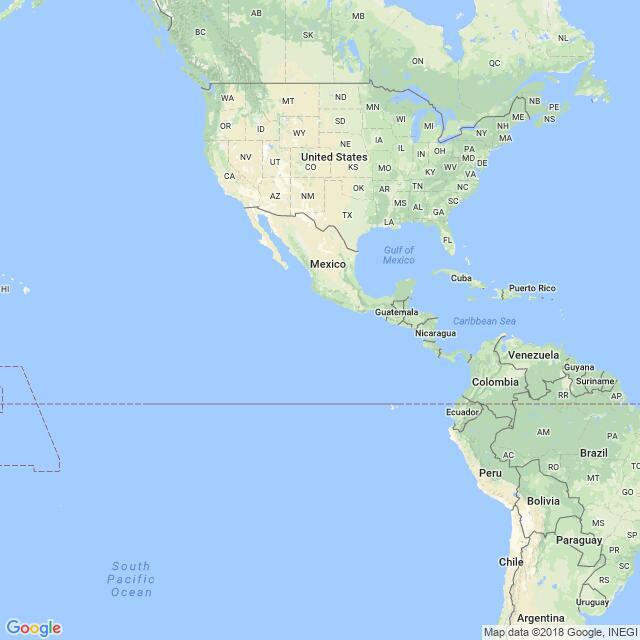 AB
MB
BC
SK
ON
QC
NL
NB
PE
NS
WA
MT
ND
MN
ME
OR
ID
WY
SD
WI
MI
NH
NY
MA
NV
UT
CO
United States
NE
KS
IA
IL
IN
OH
PA
MD
DE
CA
MO
KY
WV
VA
AZ
NM
OK
AR
TN
NC
TX
MS
AL
GA
SC
LA
FL
Gulf of
Mexico
Mexico
HI
Cuba
Puerto Rico
Guatemala
Caribbean Sea
Nicaragua
Venezuela
Guyana
Colombia
Suriname
RR
AP
Ecuador
AM
PA
AC
Brazil
Peru
RO
MT
TO
GO
Bolivia
MS
Paraguay
SP
PR
Chile
SC
RS
Uruguay
Argentina
South
Pacific
Ocean
Google
Map data ©2018 Google, INEGI